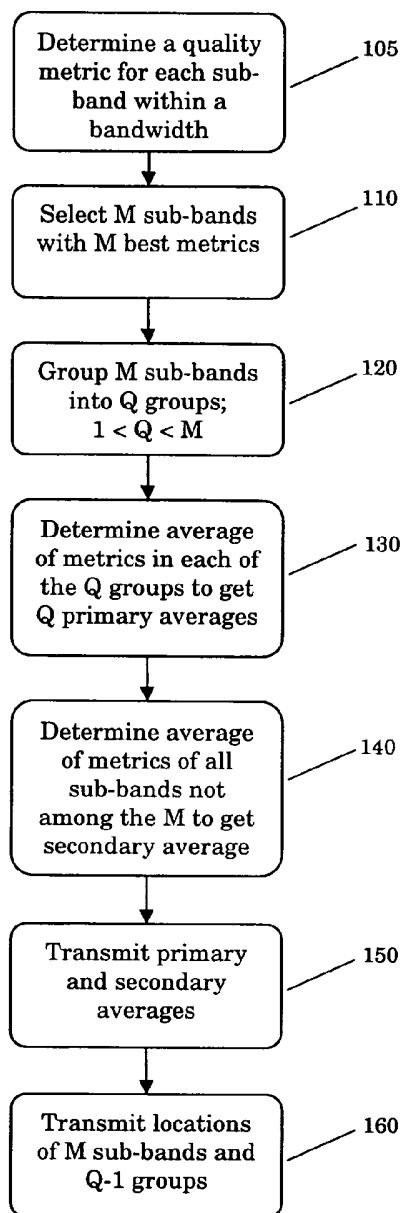 Determine a quality
metric for each sub-
band within a
bandwidth
105
Select M sub-bands
with M best metrics
110
Group M sub-bands
into Q groups;
1 < Q < M
120
Determine average
of metrics in each of
the Q groups to get
Q primary averages
130
Determine average
of metrics of all
sub-bands not
among the M to get
secondary average
140
Transmit primary
and secondary
averages
150
Transmit locations
of M sub-bands and
Q-1 groups
160